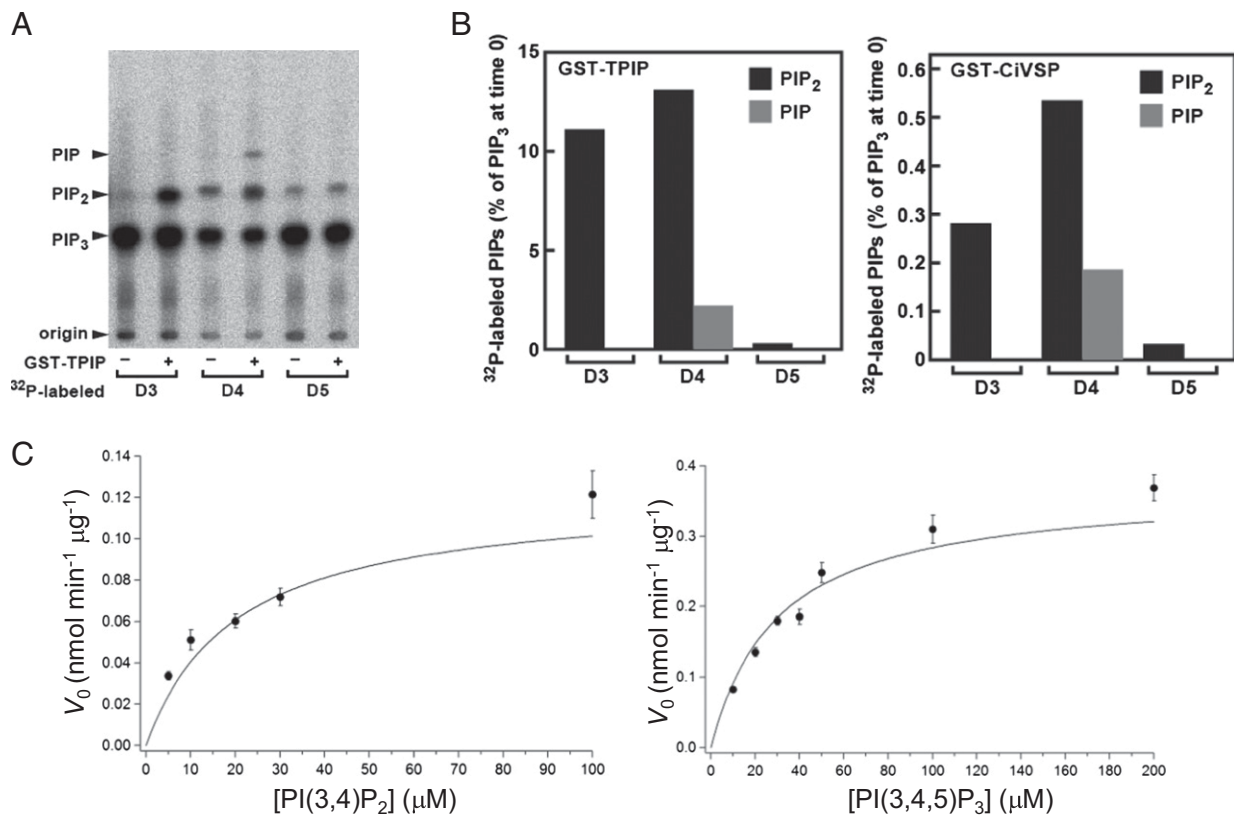 A
PIP
PIP2
PIP3
origin
GST-TPIP − + − + − +
32P-labeled D3 D4 D5
B
32P-labeled PIPs (% of PIP3 at time 0)
15
10
5
0
GST-TPIP
PIP2
PIP
D3 D4 D5
32P-labeled PIPs (% of PIP3 at time 0)
0.6
0.5
0.4
0.3
0.2
0.1
0
GST-CiVSP
PIP2
PIP
D3 D4 D5
C
V0 (nmol min-1 μg-1)
0.14
0.12
0.10
0.08
0.06
0.04
0.02
0.00
0 10 20 30 40 50 60 70 80 90 100
[PI(3,4)P2] (μM)
V0 (nmol min-1 μg-1)
0.4
0.3
0.2
0.1
0.0
0 20 40 60 80 100 120 140 160 180 200
[PI(3,4,5)P3] (μM)